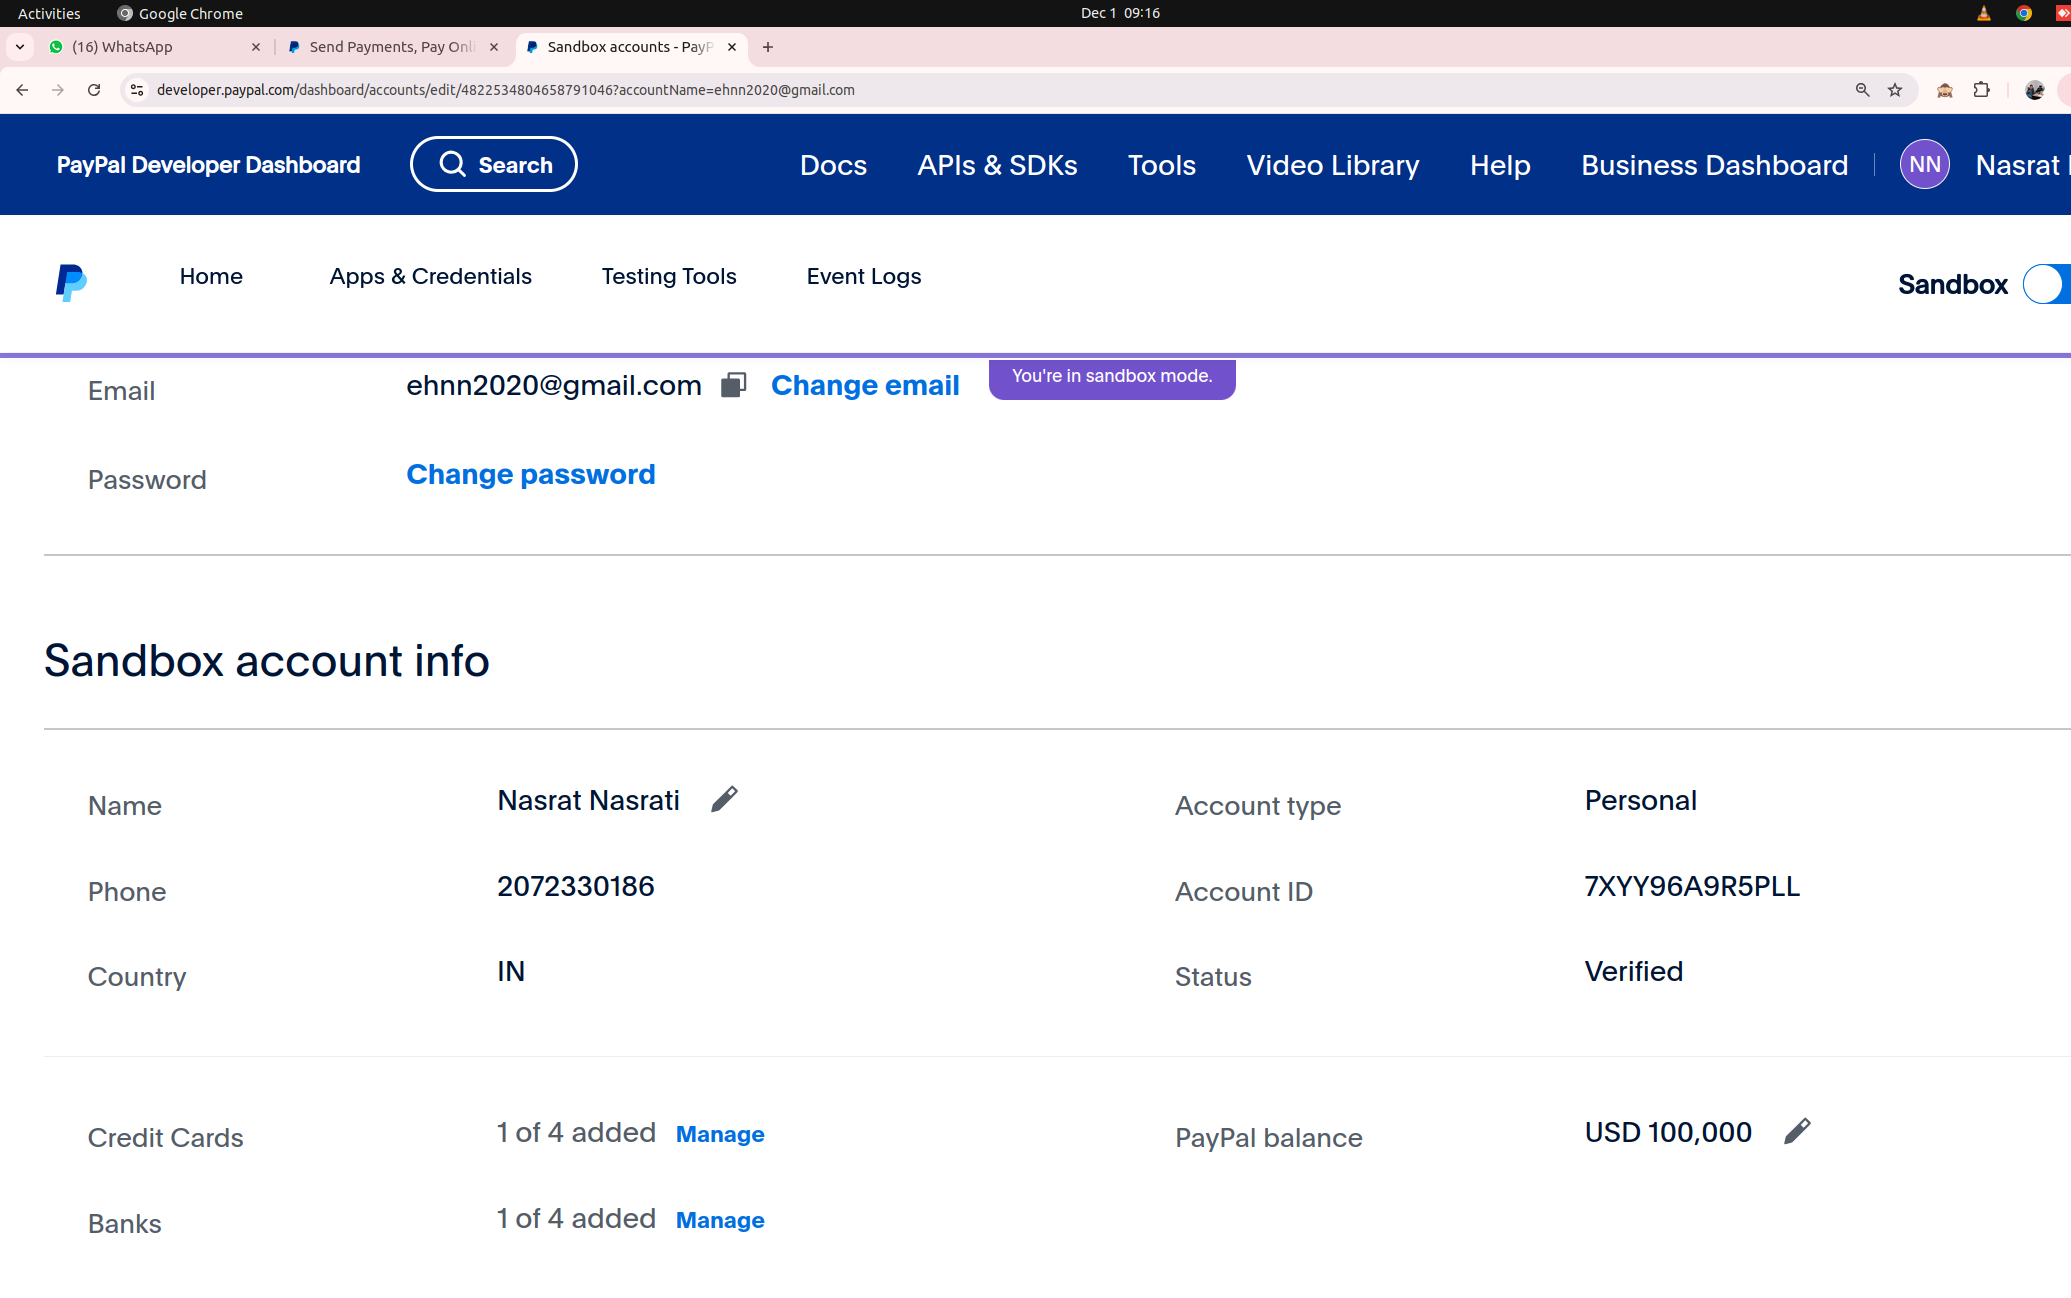 Activities Google Chrome Dec 1 09:16
(16) WhatsApp Send Payments, Pay Onli Sandbox accounts - PayP
developer.paypal.com/dashboard/accounts/edit/4822534804658791046?accountName=ehnn2020@gmail.com
PayPal Developer Dashboard Search Docs APIs & SDKs Tools Video Library Help Business Dashboard NN Nasrat
Home Apps & Credentials Testing Tools Event Logs Sandbox
Email ehnn2020@gmail.com Change email You're in sandbox mode.
Password Change password
Sandbox account info
Name Nasrat Nasrati Account type Personal
Phone 2072330186 Account ID 7XYY96A9R5PLL
Country IN Status Verified
Credit Cards 1 of 4 added Manage PayPal balance USD 100,000
Banks 1 of 4 added Manage